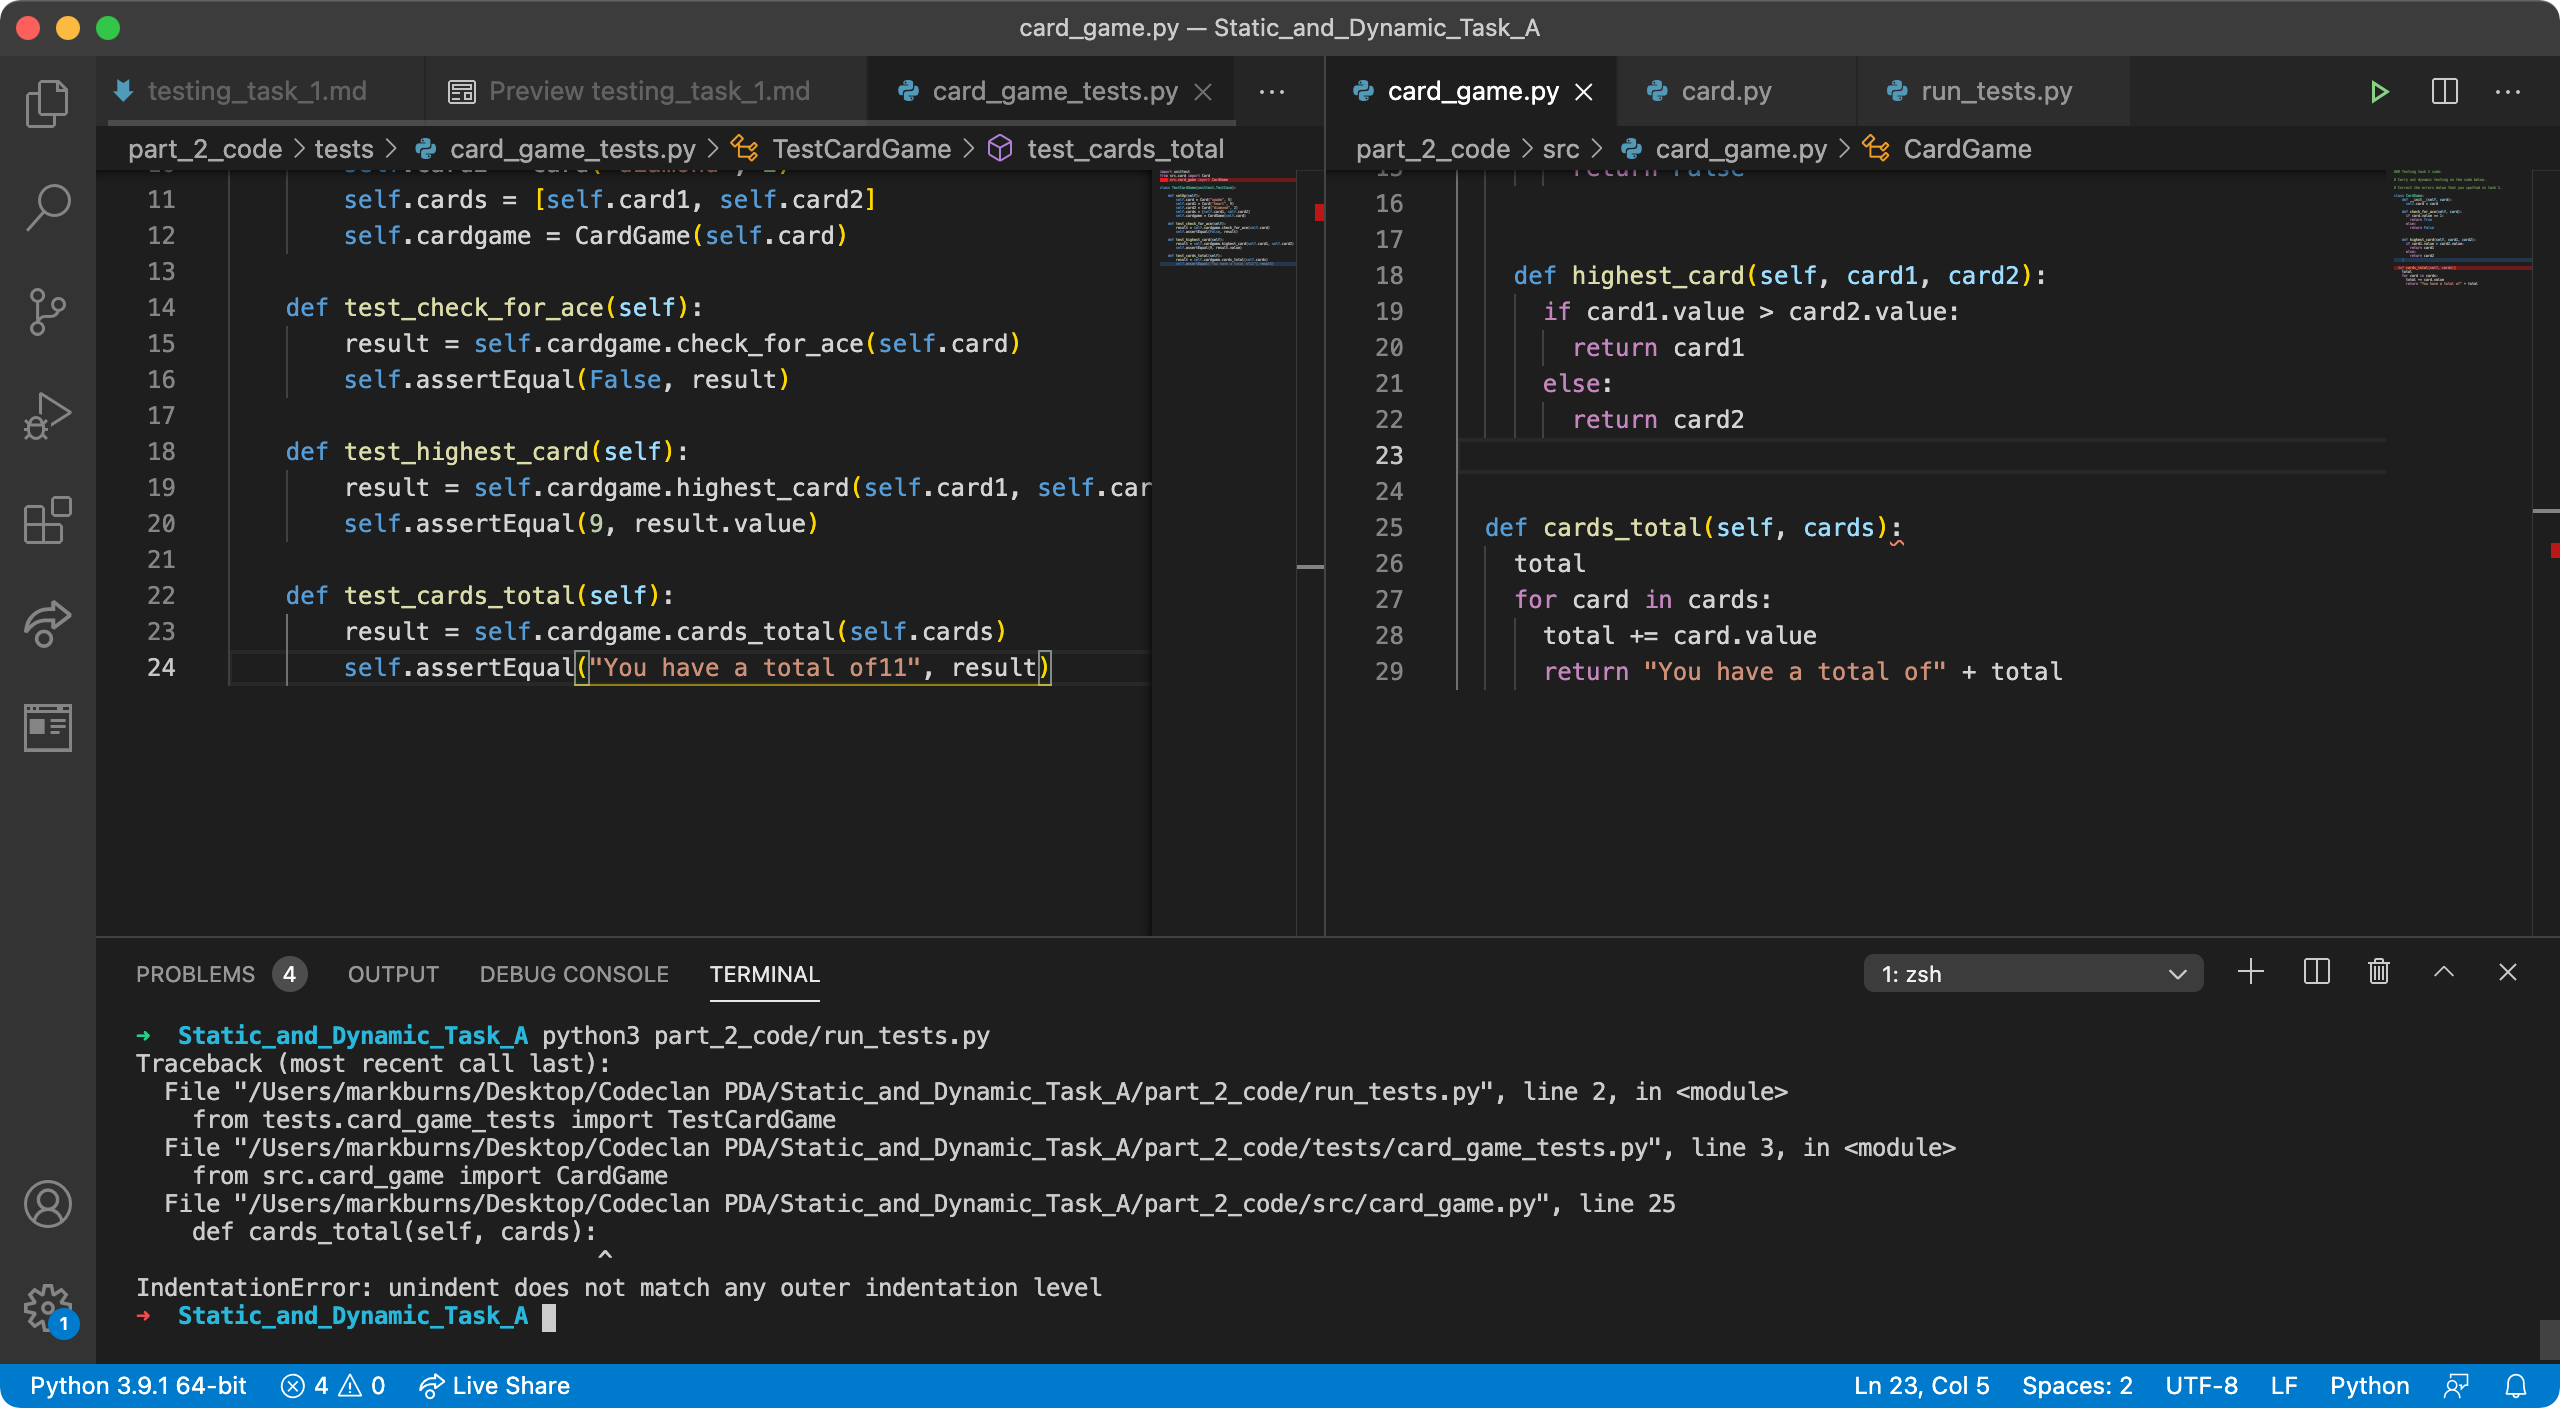 card_game.py — Static_and_Dynamic_Task_A
testing_task_1.md
Preview testing_task_1.md
card_game_tests.py
card_game.py
card.py
run_tests.py
part_2_code > tests > card_game_tests.py > TestCardGame > test_cards_total
11 self.cards = [self.card1, self.card2]
12 self.cardgame = CardGame(self.card)
13
14 def test_check_for_ace(self):
15 result = self.cardgame.check_for_ace(self.card)
16 self.assertEqual(False, result)
17
18 def test_highest_card(self):
19 result = self.cardgame.highest_card(self.card1, self.car
20 self.assertEqual(9, result.value)
21
22 def test_cards_total(self):
23 result = self.cardgame.cards_total(self.cards)
24 self.assertEqual("You have a total of11", result)
part_2_code > src > card_game.py > CardGame
return False
16
17
18 def highest_card(self, card1, card2):
19 if card1.value > card2.value:
20 return card1
21 else:
22 return card2
23
24
25 def cards_total(self, cards):
26 total
27 for card in cards:
28 total += card.value
29 return "You have a total of" + total
PROBLEMS 4 OUTPUT DEBUG CONSOLE TERMINAL
1: zsh
➜ Static_and_Dynamic_Task_A python3 part_2_code/run_tests.py
Traceback (most recent call last):
File "/Users/markburns/Desktop/Codeclan PDA/Static_and_Dynamic_Task_A/part_2_code/run_tests.py", line 2, in <module>
from tests.card_game_tests import TestCardGame
File "/Users/markburns/Desktop/Codeclan PDA/Static_and_Dynamic_Task_A/part_2_code/tests/card_game_tests.py", line 3, in <module>
from src.card_game import CardGame
File "/Users/markburns/Desktop/Codeclan PDA/Static_and_Dynamic_Task_A/part_2_code/src/card_game.py", line 25
def cards_total(self, cards):
^
IndentationError: unindent does not match any outer indentation level
➜ Static_and_Dynamic_Task_A
1
Python 3.9.1 64-bit 4 0 Live Share
Ln 23, Col 5 Spaces: 2 UTF-8 LF Python